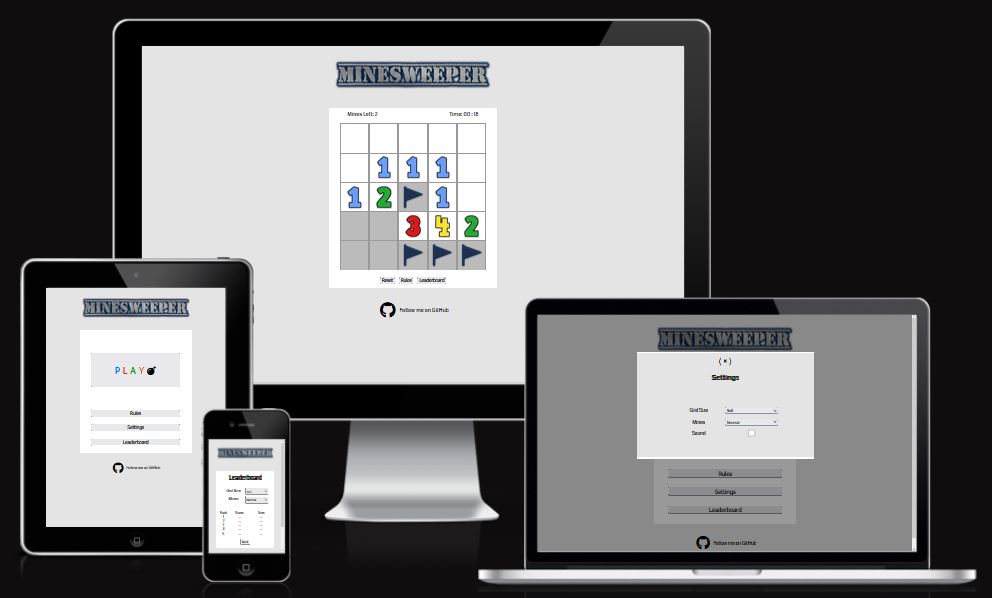 MINESWEEPER
Mines Left: 2 Time: 00 : 18
1 1 1
1 2 1
3 4 2
Reset Rules Leaderboard
Follow me on GitHub
MINESWEEPER
PLAY
Rules
Settings
Leaderboard
Follow me on GitHub
MINESWEEPER
Leaderboard
Grid Size
Mines
Rank Name Time
1
2
3
4
5
MINESWEEPER
( × )
Settings
Grid Size 5x5
Mines Normal
Sound
Rules
Settings
Leaderboard
Follow me on GitHub